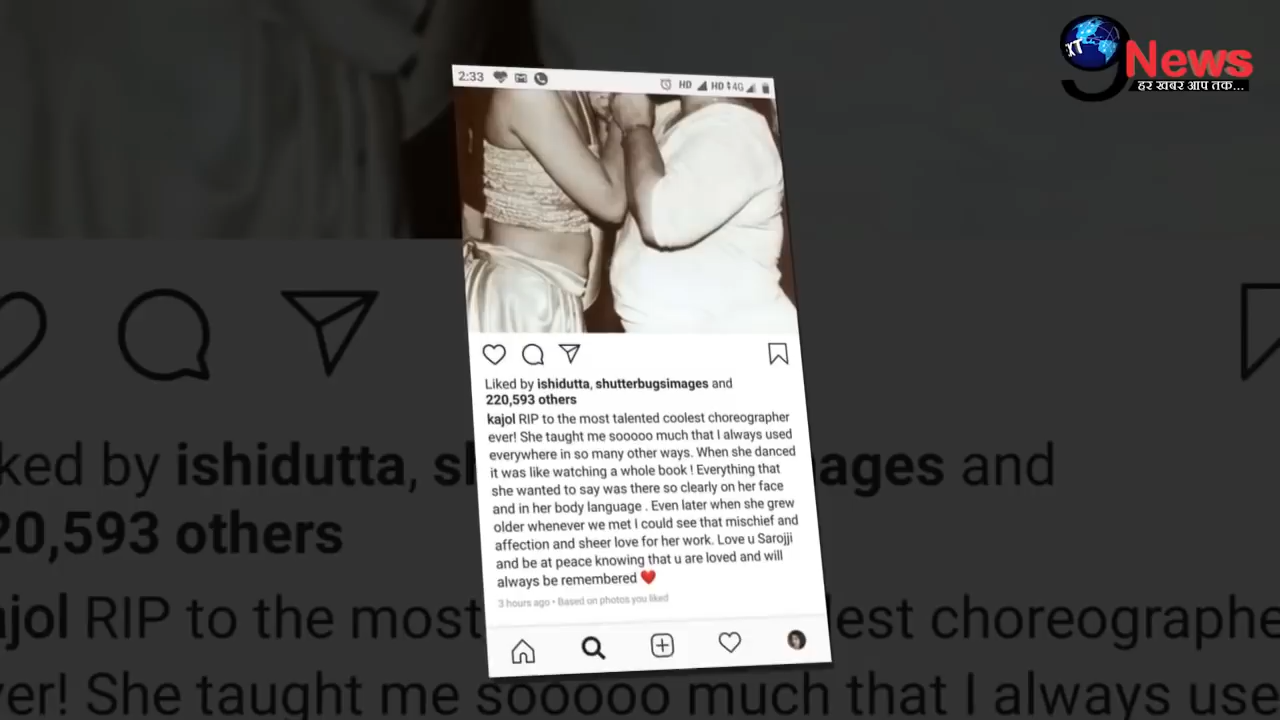 XT
9 News
हर खबर आप तक...
2:33
HD HD 4G
Liked by ishidutta, shutterbugsimages and
220,593 others
kajol RIP to the most talented coolest choreographer
ever! She taught me sooooo much that I always used
everywhere in so many other ways. When she danced
it was like watching a whole book ! Everything that
she wanted to say was there so clearly on her face
and in her body language . Even later when she grew
older whenever we met I could see that mischief and
affection and sheer love for her work. Love u Sarojji
and be at peace knowing that u are loved and will
always be remembered ❤️
3 hours ago • Based on photos you liked
ked by ishidutta, sh ages and
20,593 others
ajol RIP to the most lest choreographe
ver! She taught me sooooo much that I always use